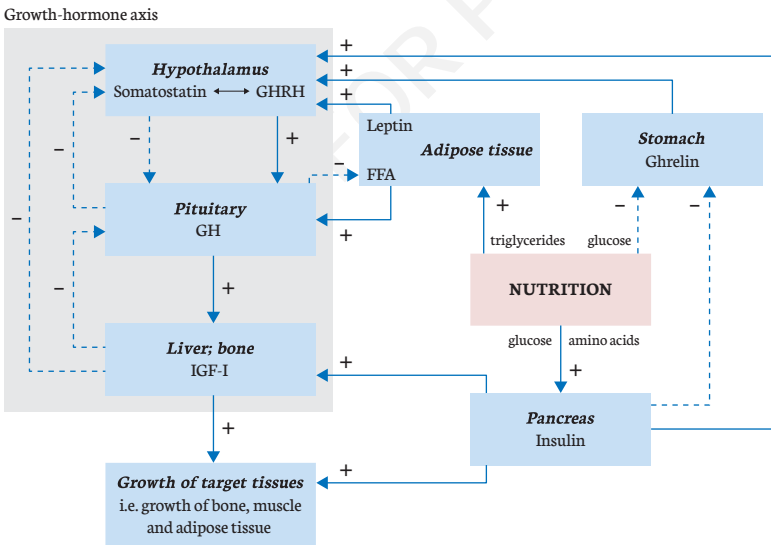 Growth-hormone axis
Hypothalamus
Somatostatin ↔ GHRH
+
+
+
-
+
-
-
Leptin
Adipose tissue
FFA
-
Stomach
Ghrelin
Pituitary
GH
+
-
-
+
-
-
triglycerides
glucose
NUTRITION
+
glucose
amino acids
+
Liver; bone
IGF-I
+
Pancreas
Insulin
+
Growth of target tissues
i.e. growth of bone, muscle
and adipose tissue
+